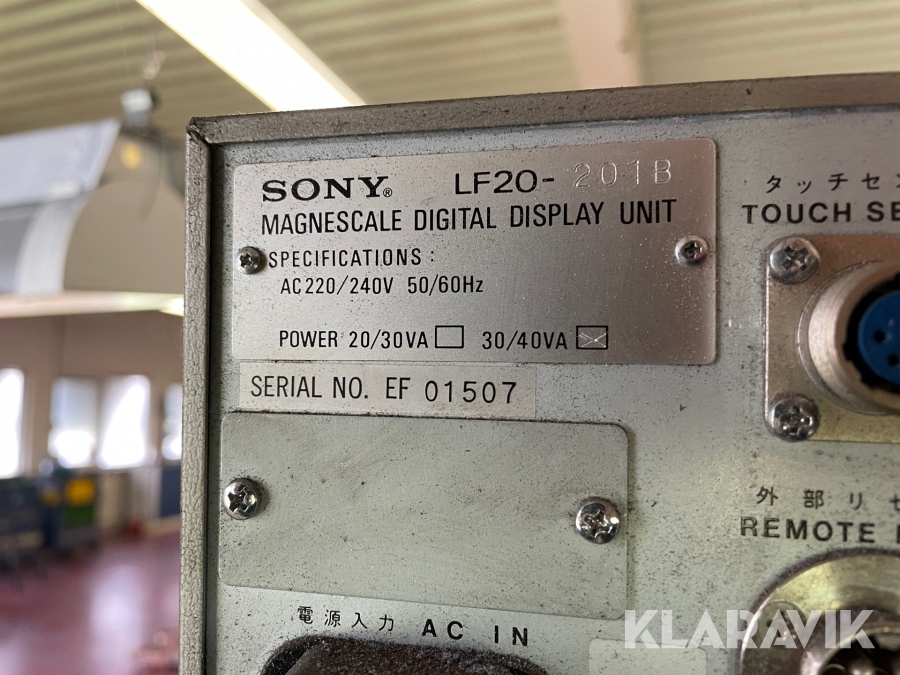 SONY® LF20-201B
MAGNESCALE DIGITAL DISPLAY UNIT
SPECIFICATIONS :
AC220/240V 50/60Hz
POWER 20/30VA 30/40VA
SERIAL NO. EF 01507
タッチセ
TOUCH SE
外部リセ
REMOTE
電源入力 AC IN
KLARAVIK